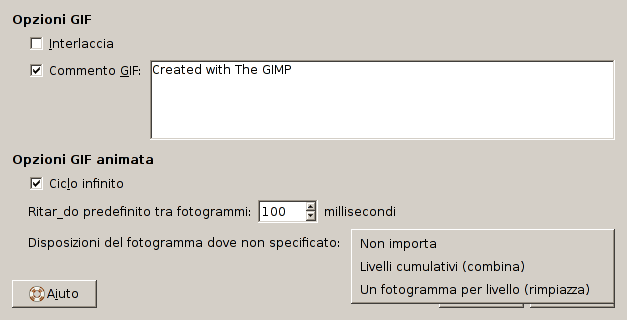 Opzioni GIF
Interlaccia
Commento GIF: Created with The GIMP
Opzioni GIF animata
Ciclo infinito
Ritar_do predefinito tra fotogrammi: 100 millisecondi
Disposizioni del fotogramma dove non specificato:
Non importa
Livelli cumulativi (combina)
Un fotogramma per livello (rimpiazza)
Aiuto